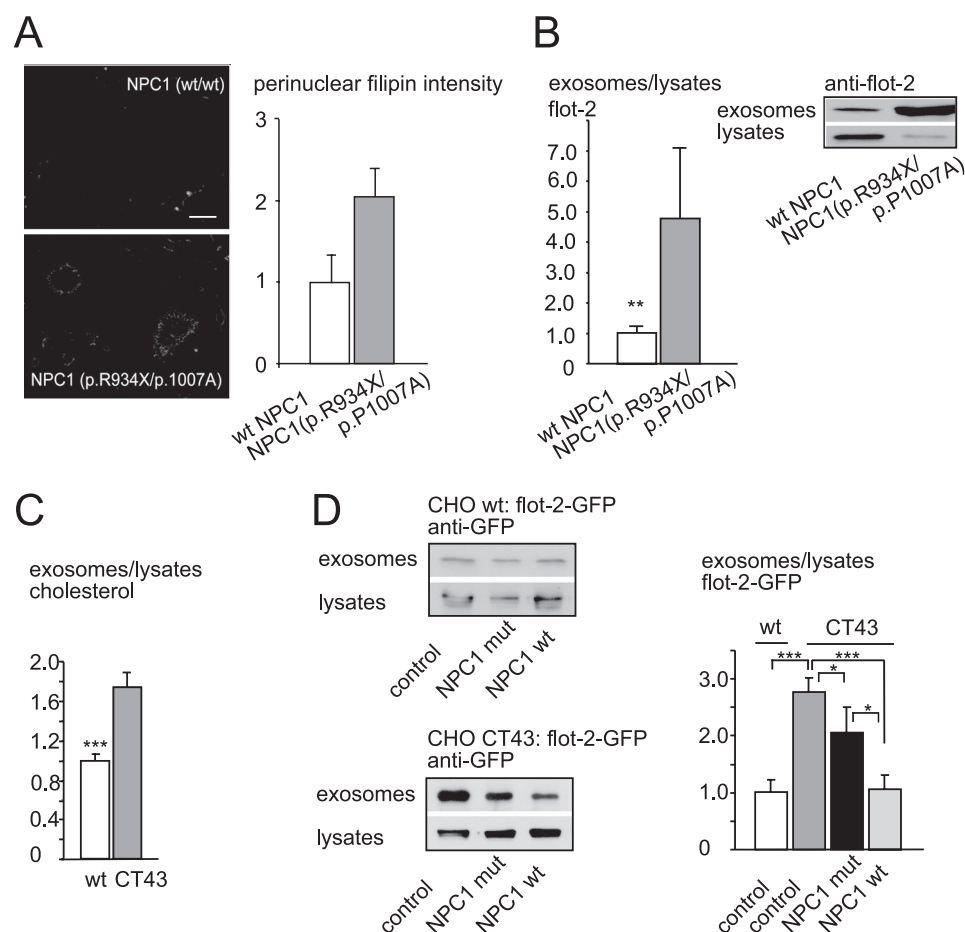 A
NPC1 (wt/wt)
NPC1 (p.R934X/p.1007A)
perinuclear filipin intensity
3
2
1
0
wt NPC1
NPC1(p.R934X/
p.P1007A)
B
exosomes/lysates
flot-2
7.0
6.0
5.0
4.0
3.0
2.0
1.0
0
**
wt NPC1
NPC1(p.R934X/
p.P1007A)
anti-flot-2
exosomes
lysates
wt NPC1
NPC1(p.R934X/
p.P1007A)
C
exosomes/lysates
cholesterol
2.0
1.6
1.2
0.8
0.4
0
***
wt CT43
D
CHO wt: flot-2-GFP
anti-GFP
exosomes
lysates
control
NPC1 mut
NPC1 wt
CHO CT43: flot-2-GFP
anti-GFP
exosomes
lysates
control
NPC1 mut
NPC1 wt
exosomes/lysates
flot-2-GFP
wt CT43
*** ***
*
*
3.0
2.0
1.0
0
control
control
NPC1 mut
NPC1 wt